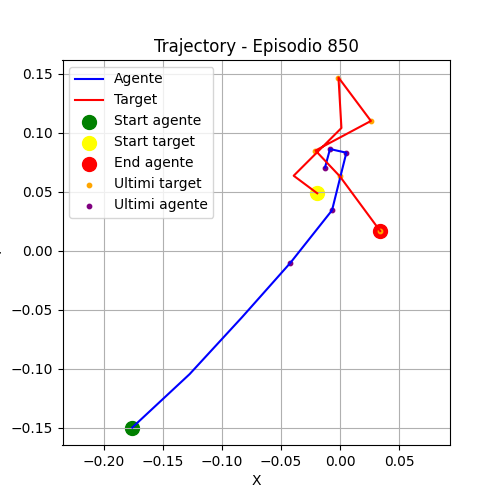 Trajectory - Episodio 850
Agente
Target
Start agente
Start target
End agente
Ultimi target
Ultimi agente
0.15
0.10
0.05
0.00
−0.05
−0.10
−0.15
−0.20
−0.15
−0.10
−0.05
0.00
0.05
X